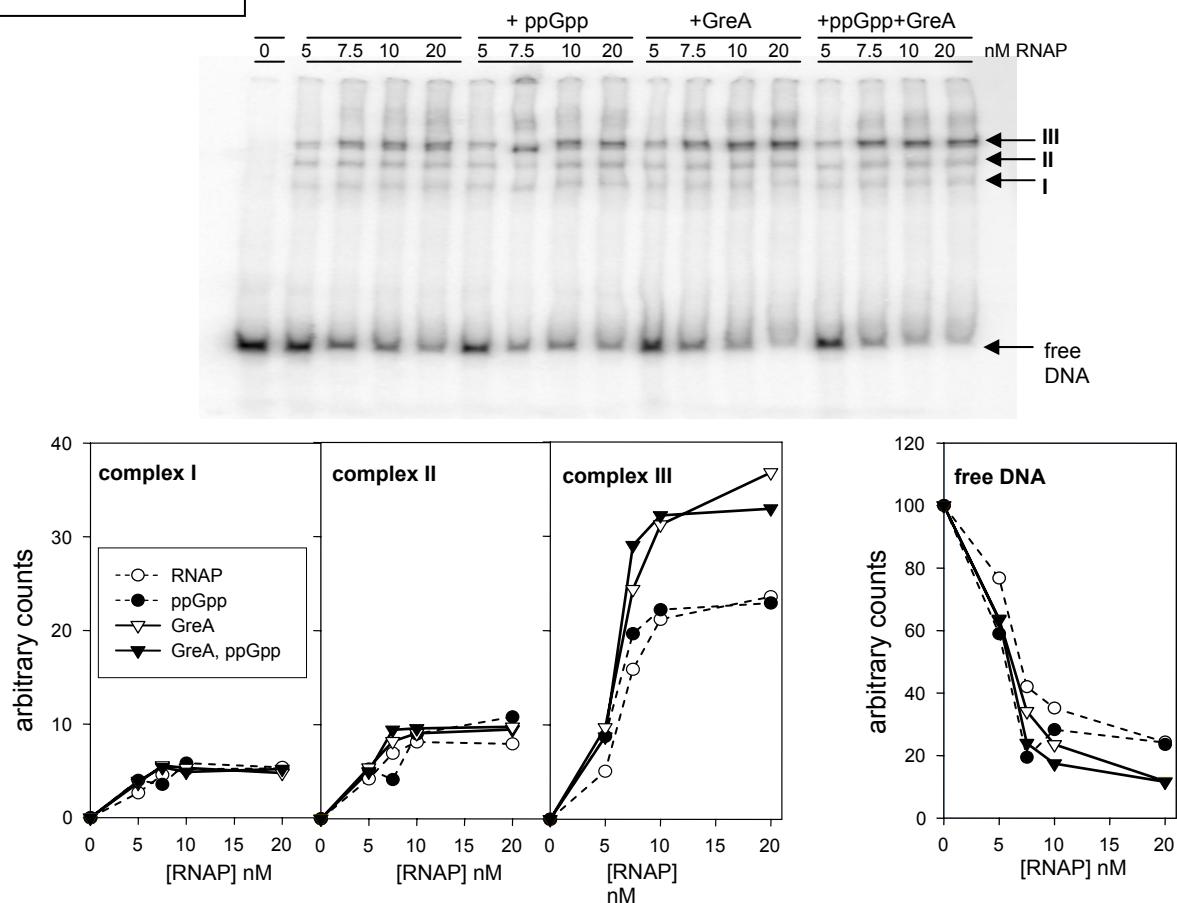 + ppGpp +GreA +ppGpp+GreA
0 5 7.5 10 20 5 7.5 10 20 5 7.5 10 20 5 7.5 10 20 nM RNAP
III
II
I
free
DNA
40
30
20
10
0
arbitrary counts
complex I
RNAP
ppGpp
GreA
GreA, ppGpp
0 5 10 15 20
[RNAP] nM
complex II
0 5 10 15 20
[RNAP] nM
complex III
0 5 10 15 20
[RNAP]
nM
120
100
80
60
40
20
0
arbitrary counts
free DNA
0 5 10 15 20
[RNAP] nM